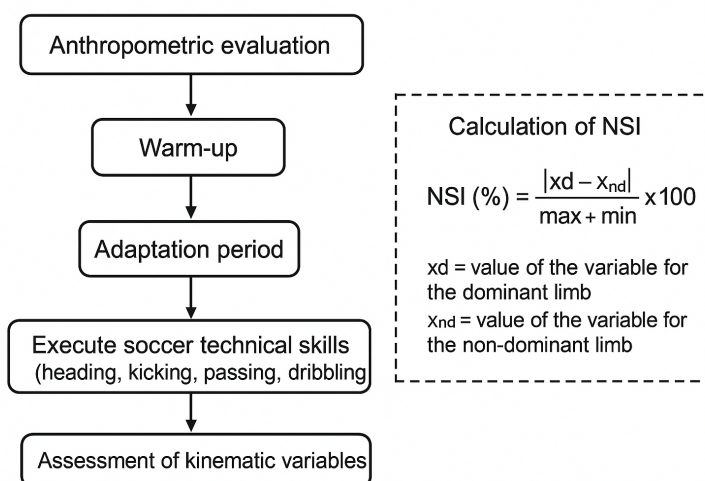 Anthropometric evaluation
Warm-up
Adaptation period
Execute soccer technical skills
(heading, kicking, passing, dribbling
Assessment of kinematic variables
Calculation of NSI
NSI (%) = |xd – xnd| / max + min x 100
xd = value of the variable for
the dominant limb
xnd = value of the variable for
the non-dominant limb